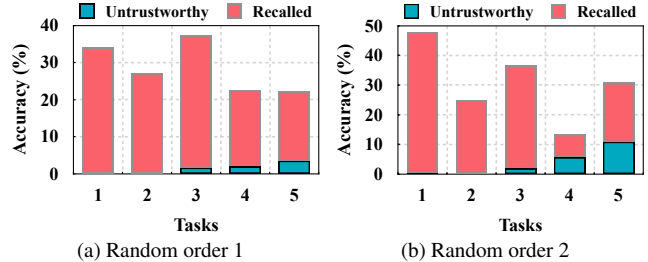 Untrustworthy Recalled
Accuracy (%)
40
30
20
10
0
1 2 3 4 5
Tasks
(a) Random order 1
Untrustworthy Recalled
Accuracy (%)
50
40
30
20
10
0
1 2 3 4 5
Tasks
(b) Random order 2